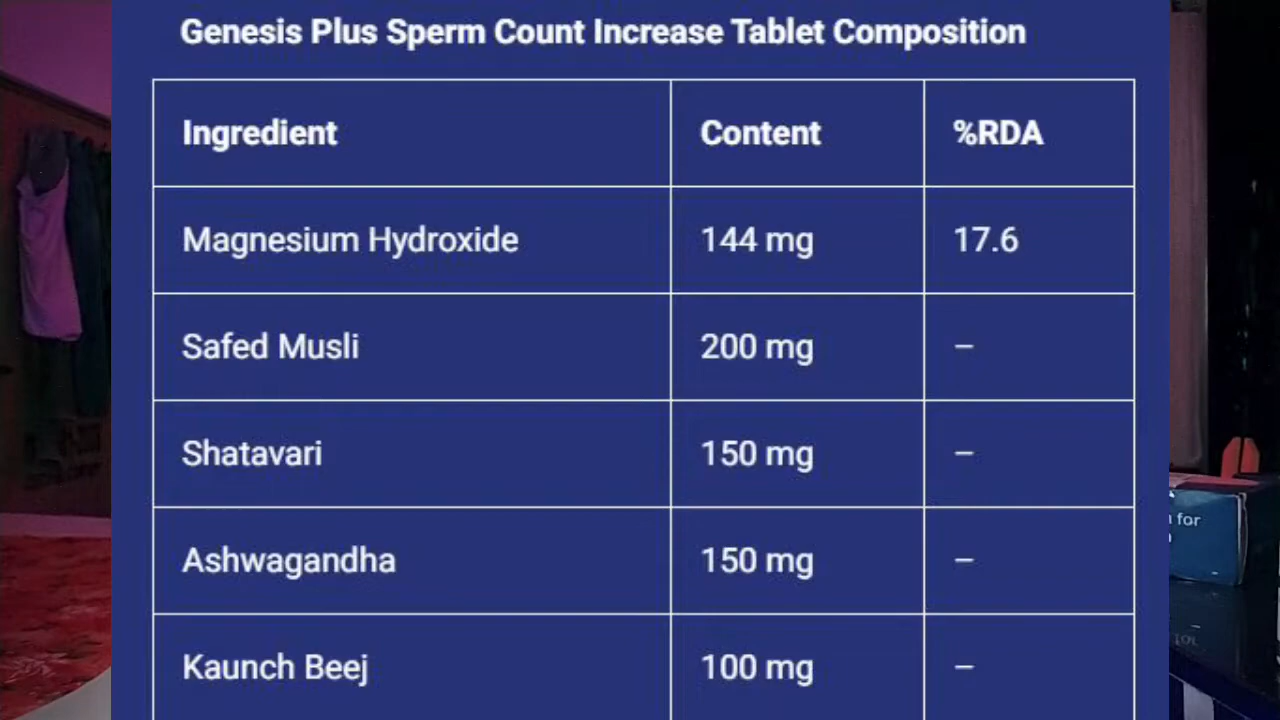 Genesis Plus Sperm Count Increase Tablet Composition
Ingredient Content %RDA
Magnesium Hydroxide 144 mg 17.6
Safed Musli 200 mg –
Shatavari 150 mg –
Ashwagandha 150 mg –
for
Kaunch Beej 100 mg –